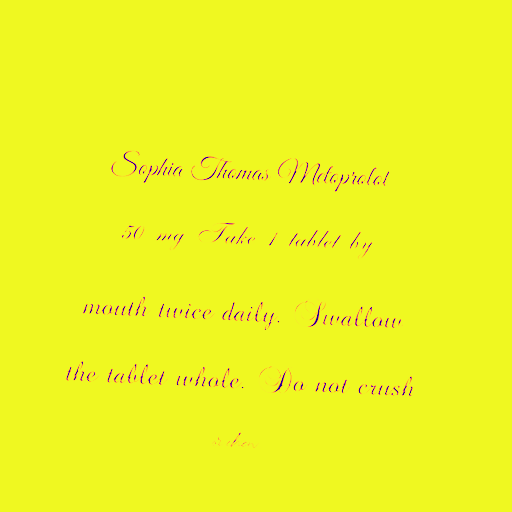 Sophia Thomas Metoprolol
50 mg Take 1 tablet by
mouth twice daily. Swallow
the tablet whole. Do not crush